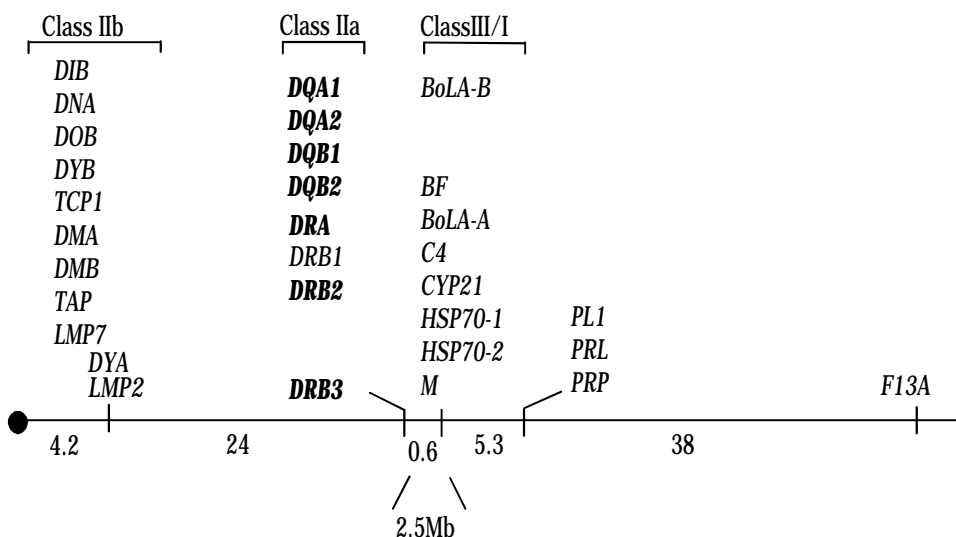 Class IIb
DIB
DNA
DOB
DYB
TCP1
DMA
DMB
TAP
LMP7
DYA
LMP2
Class IIa
DQA1
DQA2
DQB1
DQB2
DRA
DRB1
DRB2
DRB3
ClassIII/I
BoLA-B
BF
BoLA-A
C4
CYP21
HSP70-1
HSP70-2
M
PL1
PRL
PRP
F13A
4.2
24
0.6
5.3
38
2.5Mb